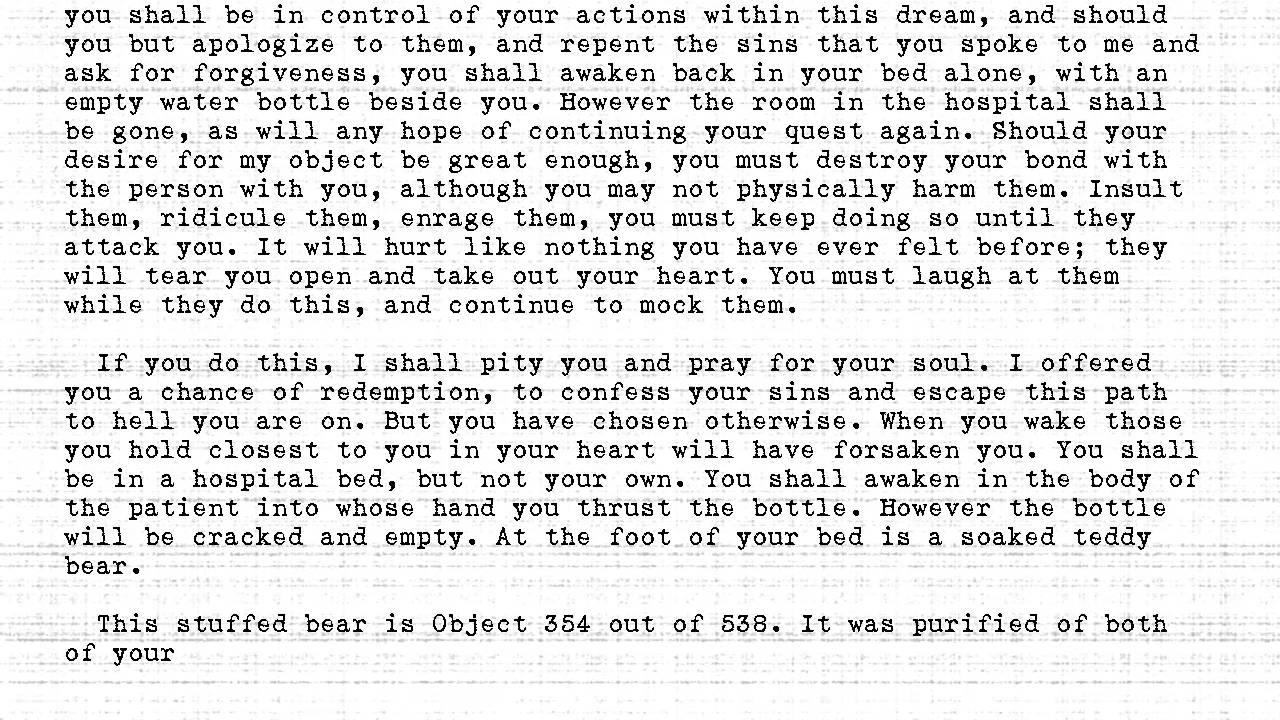 you shall be in control of your actions within this dream, and should
you but apologize to them, and repent the sins that you spoke to me and
ask for forgiveness, you shall awaken back in your bed alone, with an
empty water bottle beside you. However the room in the hospital shall
be gone, as will any hope of continuing your quest again. Should your
desire for my object be great enough, you must destroy your bond with
the person with you, although you may not physically harm them. Insult
them, ridicule them, enrage them, you must keep doing so until they
attack you. It will hurt like nothing you have ever felt before; they
will tear you open and take out your heart. You must laugh at them
while they do this, and continue to mock them.
If you do this, I shall pity you and pray for your soul. I offered
you a chance of redemption, to confess your sins and escape this path
to hell you are on. But you have chosen otherwise. When you wake those
you hold closest to you in your heart will have forsaken you. You shall
be in a hospital bed, but not your own. You shall awaken in the body of
the patient into whose hand you thrust the bottle. However the bottle
will be cracked and empty. At the foot of your bed is a soaked teddy
bear.
This stuffed bear is Object 354 out of 538. It was purified of both
of your